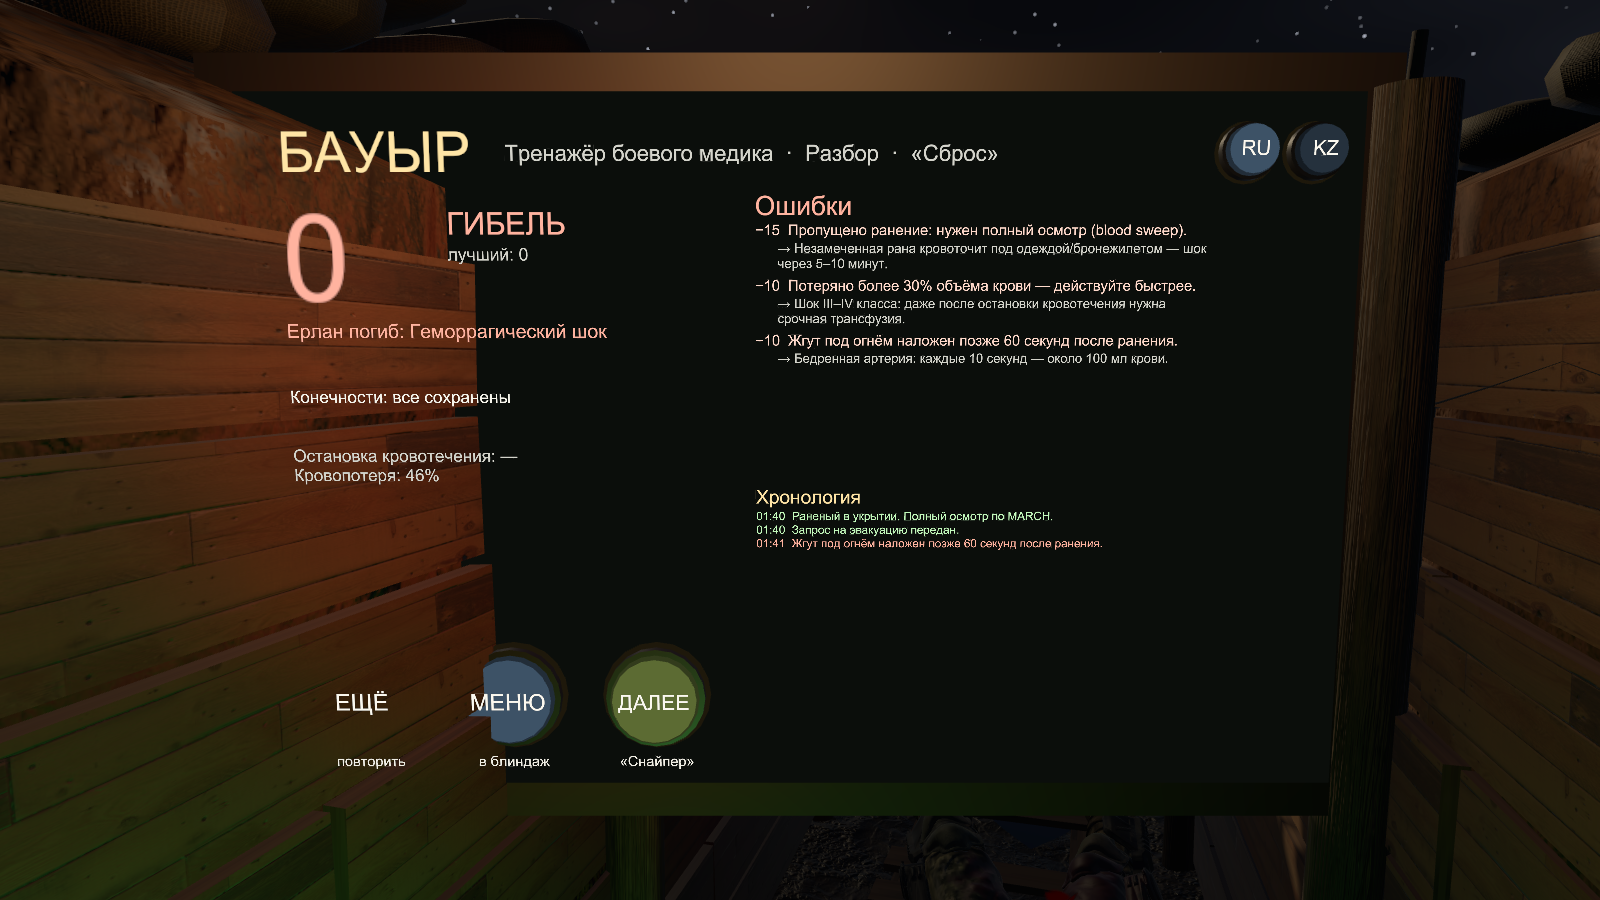 БАУЫР
Тренажёр боевого медика · Разбор · «Сброс»
RU
KZ
0
ГИБЕЛЬ
лучший: 0
Ерлан погиб: Геморрагический шок
Конечности: все сохранены
Остановка кровотечения: —
Кровопотеря: 46%
Ошибки
−15 Пропущено ранение: нужен полный осмотр (blood sweep).
→ Незамеченная рана кровоточит под одеждой/бронежилетом — шок
через 5–10 минут.
−10 Потеряно более 30% объёма крови — действуйте быстрее.
→ Шок III–IV класса: даже после остановки кровотечения нужна
срочная трансфузия.
−10 Жгут под огнём наложен позже 60 секунд после ранения.
→ Бедренная артерия: каждые 10 секунд — около 100 мл крови.
Хронология
01:40 Раненый в укрытии. Полный осмотр по MARCH.
01:40 Запрос на эвакуацию передан.
01:41 Жгут под огнём наложен позже 60 секунд после ранения.
ЕЩЁ
МЕНЮ
ДАЛЕЕ
повторить
в блиндаж
«Снайпер»